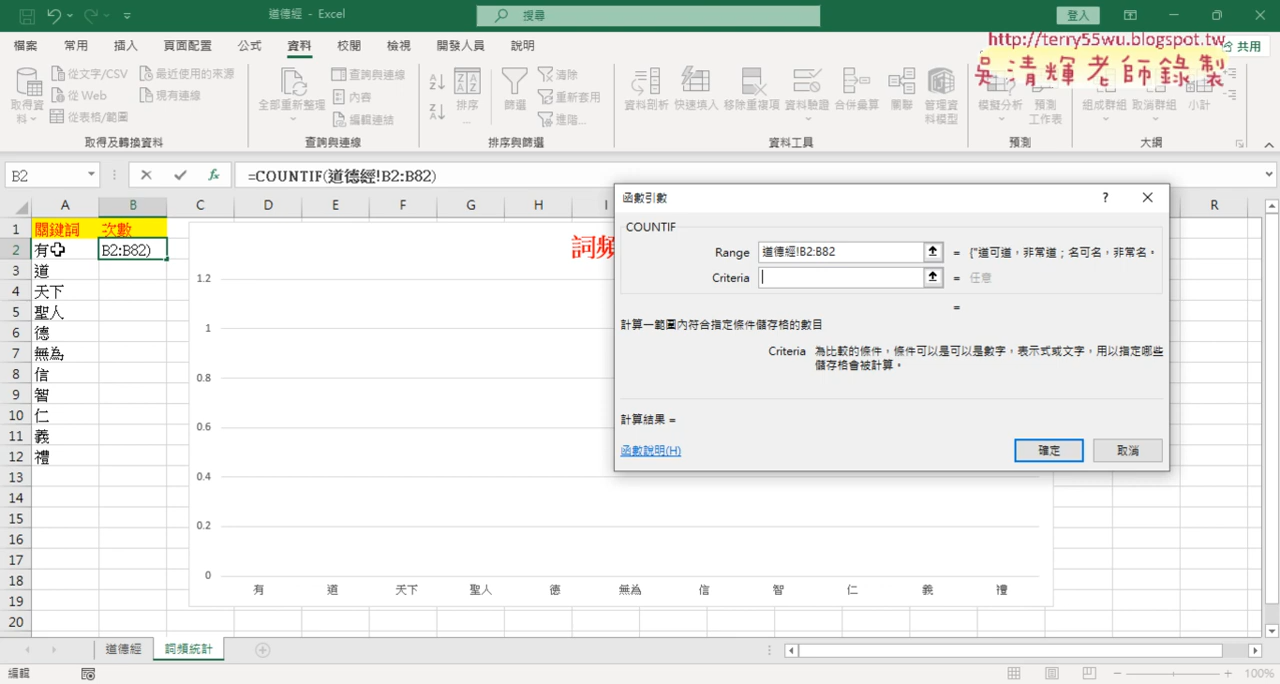 道德經 - Excel
搜尋
登入
檔案 常用 插入 頁面配置 公式 資料 校閱 檢視 開發人員 說明
共用
http://terry55wu.blogspot.tw
吳清輝老師錄製
取得資料
從文字/CSV
從 Web
從表格/範圍
最近使用的來源
現有連線
取得及轉換資料
全部重新整理
查詢與連線
內容
編輯連結
查詢與連線
排序
篩選
清除
重新套用
進階...
排序與篩選
資料剖析 快速填入 移除重複項 資料驗證 合併彙算 關聯 管理資料模型
資料工具
模擬分析 預測工作表
預測
組成群組 取消群組 小計
大綱
B2
=COUNTIF(道德經!B2:B82)
A B C D E F G H I R
1 關鍵詞 次數
2 有 B2:B82)
3 道
4 天下
5 聖人
6 德
7 無為
8 信
9 智
10 仁
11 義
12 禮
13
14
15
16
17
18
19
20
詞頻
1.2
1
0.8
0.6
0.4
0.2
0
有 道 天下 聖人 德 無為 信 智 仁 義 禮
函數引數
?
COUNTIF
Range 道德經!B2:B82 = {"道可道，非常道；名可名，非常名。
Criteria = 任意
=
計算一範圍內符合指定條件儲存格的數目
Criteria 為比較的條件，條件可以是可以是數字，表示式或文字，用以指定哪些
儲存格會被計算。
計算結果 =
函數說明(H)
確定 取消
道德經 詞頻統計
編輯
100%